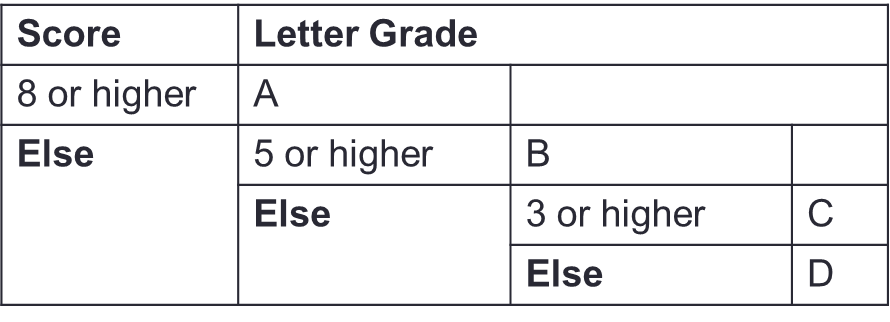 Score Letter Grade
8 or higher A
Else 5 or higher B
Else 3 or higher C
Else D